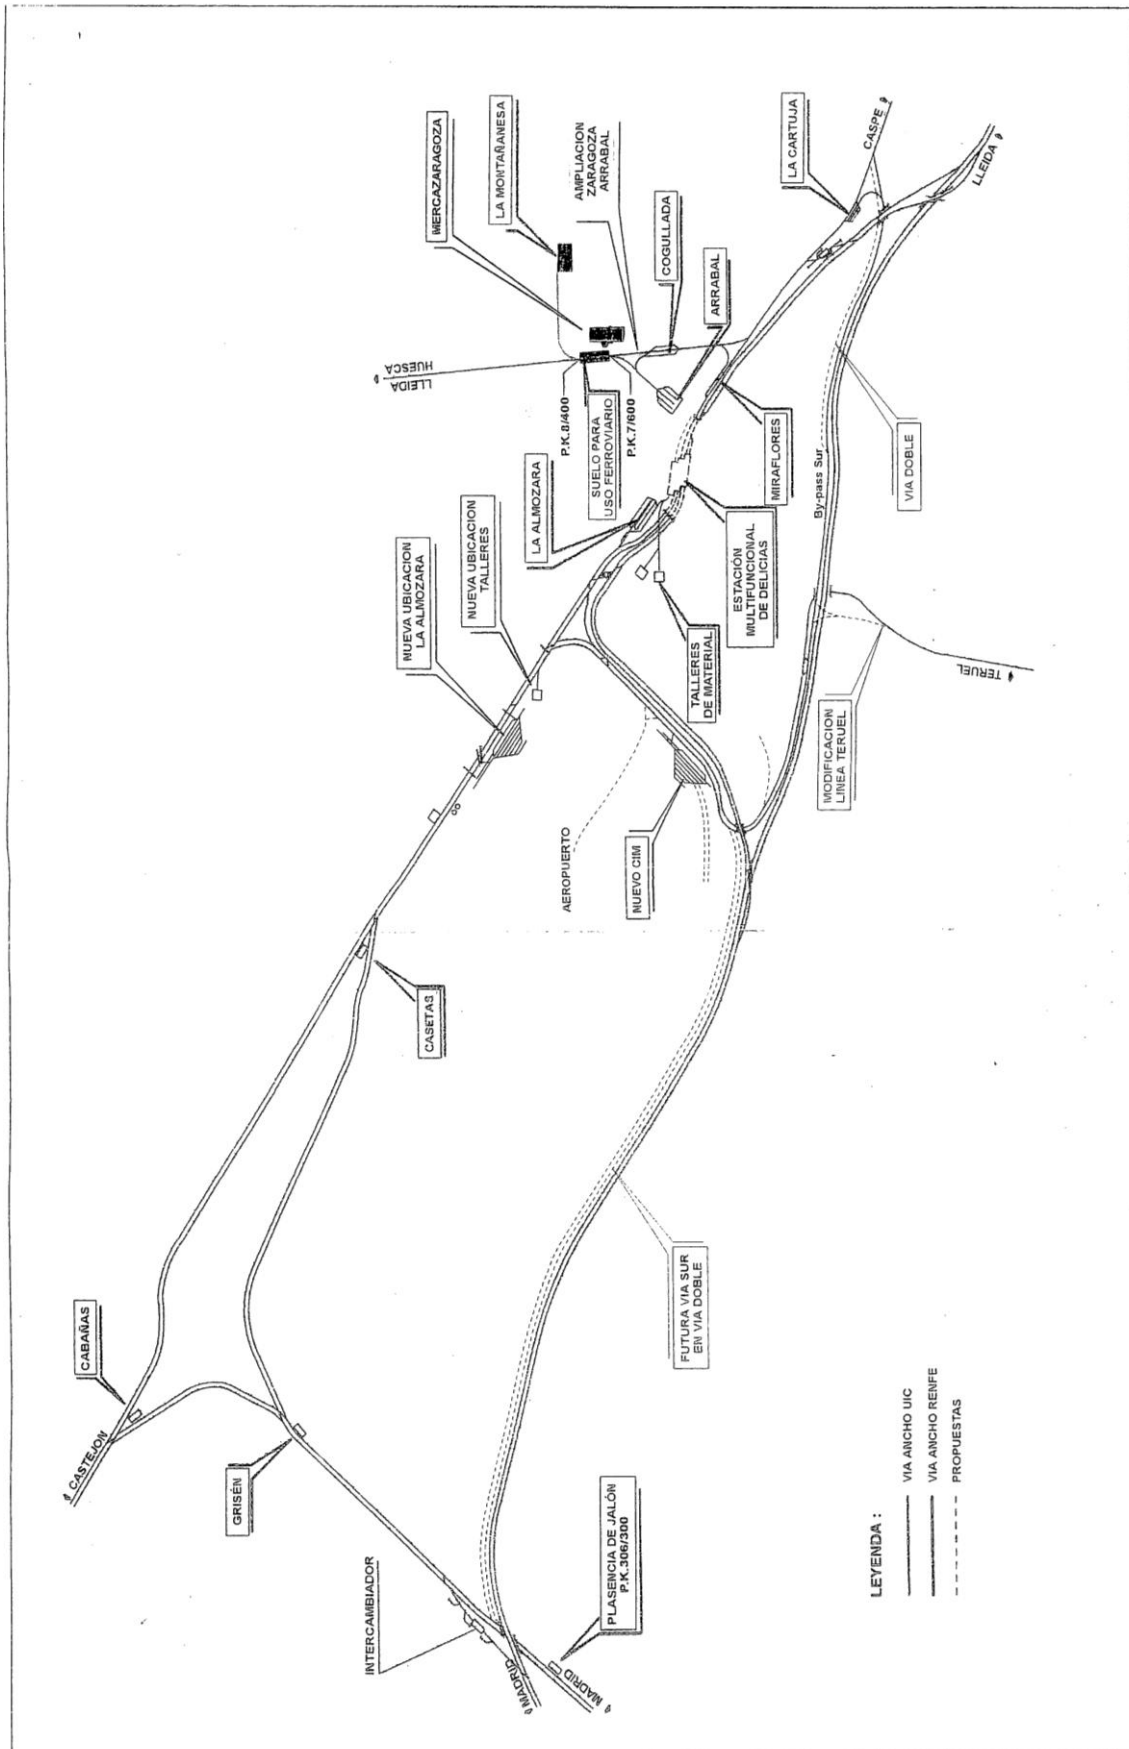 CASTEJON
CABAÑAS
GRISÉN
INTERCAMBIADOR
MADRID
MADRID
PLASENCIA DE JALÓN
P.K.306/300
CASETAS
FUTURA VIA SUR
EN VIA DOBLE
NUEVA UBICACION
LA ALMOZARA
NUEVA UBICACION
TALLERES
AEROPUERTO
NUEVO CIM
LA ALMOZARA
TALLERES
DE MATERIAL
ESTACIÓN
MULTIFUNCIONAL
DE DELICIAS
MODIFICACION
LINEA TERUEL
TERUEL
By-pass Sur
VIA DOBLE
MIRAFLORES
LLEIDA
HUESCA
P.K.8/400
SUELO PARA
USO FERROVIARIO
P.K.7/600
MERCAZARAGOZA
LA MONTAÑANESA
AMPLIACION
ZARAGOZA
ARRABAL
COGULLADA
ARRABAL
LA CARTUJA
CASPE
LLEIDA
LEYENDA :
VIA ANCHO UIC
VIA ANCHO RENFE
PROPUESTAS